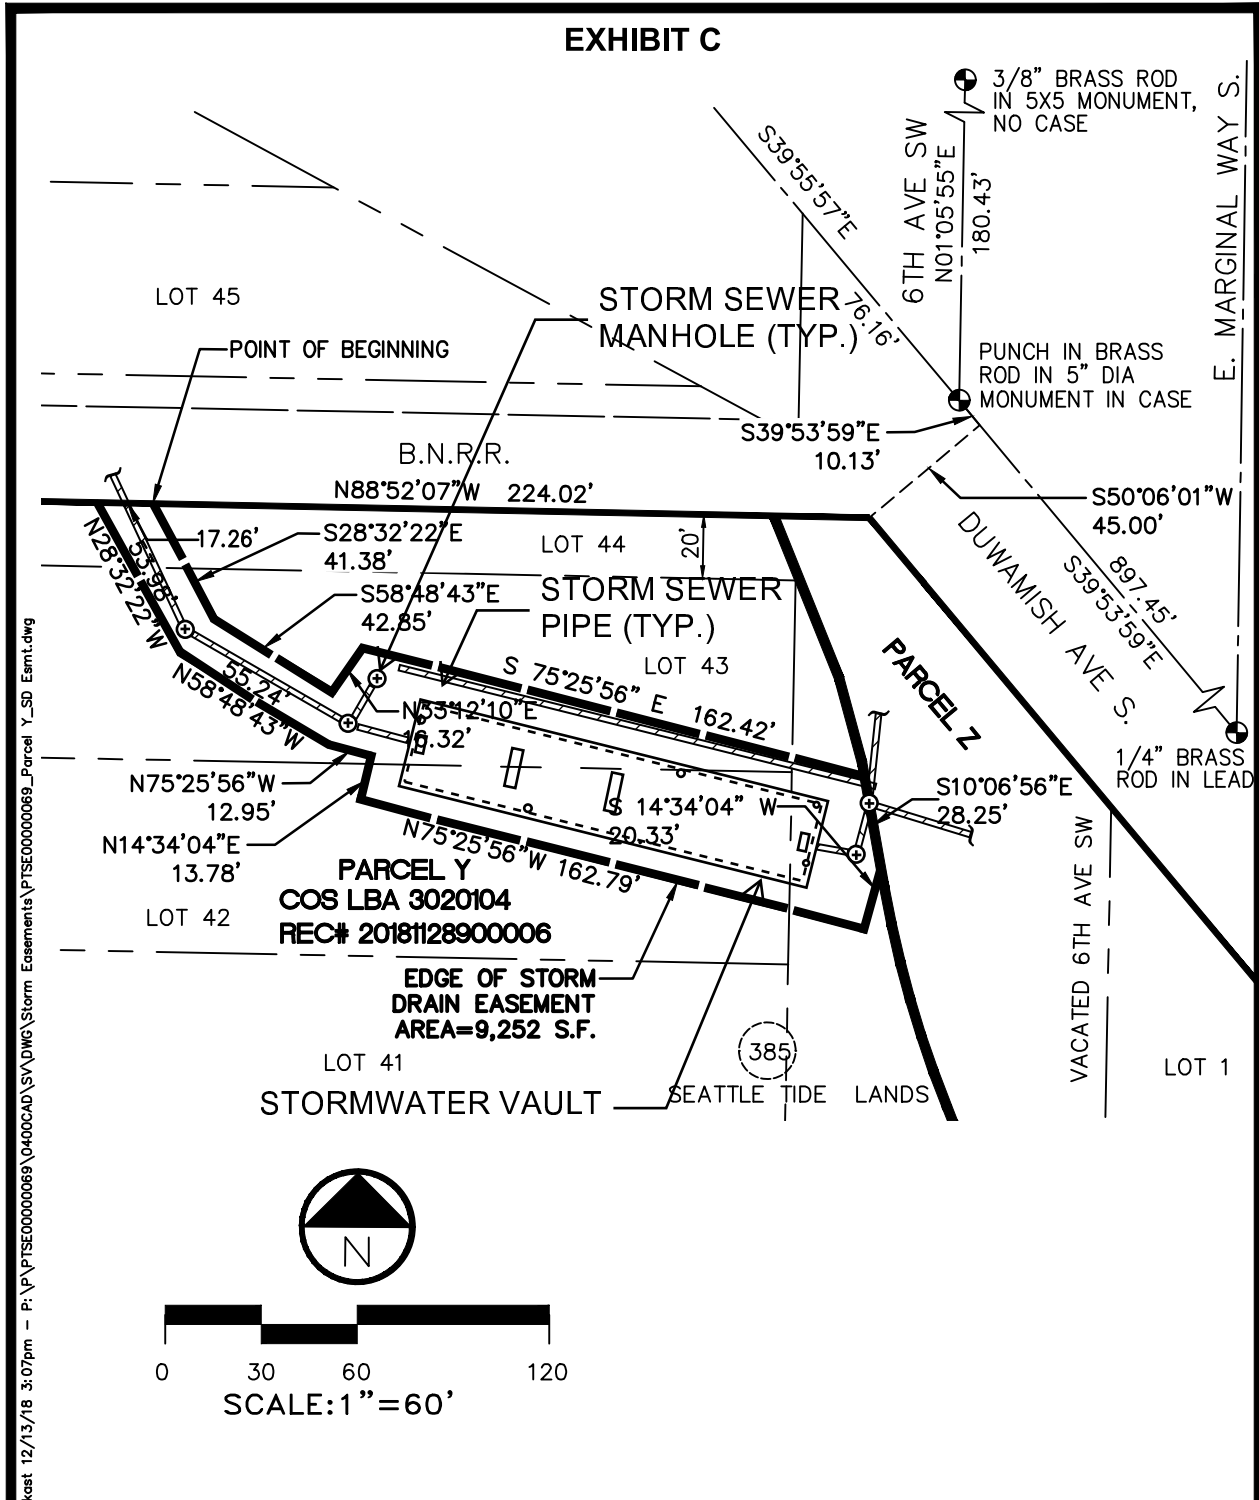 EXHIBIT C
3/8" BRASS ROD
IN 5X5 MONUMENT,
NO CASE
S39°55'57"E
76.16'
6TH AVE SW
N01°05'55"E
180.43'
E. MARGINAL WAY S.
LOT 45
STORM SEWER
MANHOLE (TYP.)
POINT OF BEGINNING
PUNCH IN BRASS
ROD IN 5" DIA
MONUMENT IN CASE
S39°53'59"E
10.13'
B.N.R.R.
N88°52'07"W 224.02'
S50°06'01"W
45.00'
17.26'
S28°32'22"E
41.38'
LOT 44
20'
DUWAMISH AVE S.
897.45'
S39°53'59"E
N28°32'22"W
53.98'
S58°48'43"E
42.85'
STORM SEWER
PIPE (TYP.)
LOT 43
PARCEL Z
55.24'
N58°48'43"W
S 75°25'56" E 162.42'
N33°12'10"E
16.32'
1/4" BRASS
ROD IN LEAD
N75°25'56"W
12.95'
S10°06'56"E
28.25'
S 14°34'04" W
20.33'
N14°34'04"E
13.78'
N75°25'56"W 162.79'
PARCEL Y
COS LBA 3020104
REC# 20181128900006
LOT 42
EDGE OF STORM
DRAIN EASEMENT
AREA=9,252 S.F.
VACATED 6TH AVE SW
LOT 41
385
LOT 1
STORMWATER VAULT
SEATTLE TIDE LANDS
N
0 30 60 120
SCALE:1"=60'
kast 12/13/18 3:07pm - P:\P\PTSE00000069\0400CAD\SV\DWG\Storm Easements\PTSE00000069_Parcel Y_SD Esmt.dwg